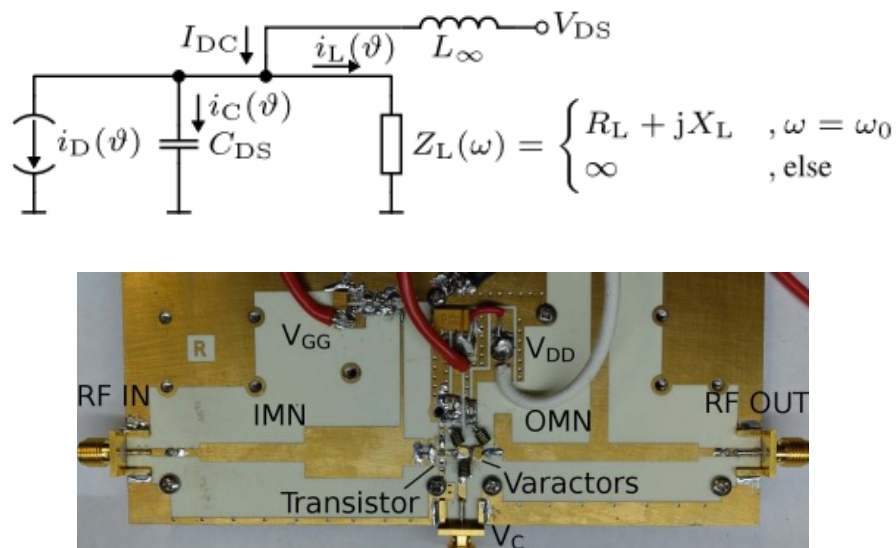 I_DC i_L(ϑ) L_∞ V_DS
i_D(ϑ) i_C(ϑ) C_DS Z_L(ω) = { R_L + jX_L , ω = ω_0
∞ , else
R
V_GG V_DD
RF IN IMN OMN RF OUT
Transistor Varactors
V_C